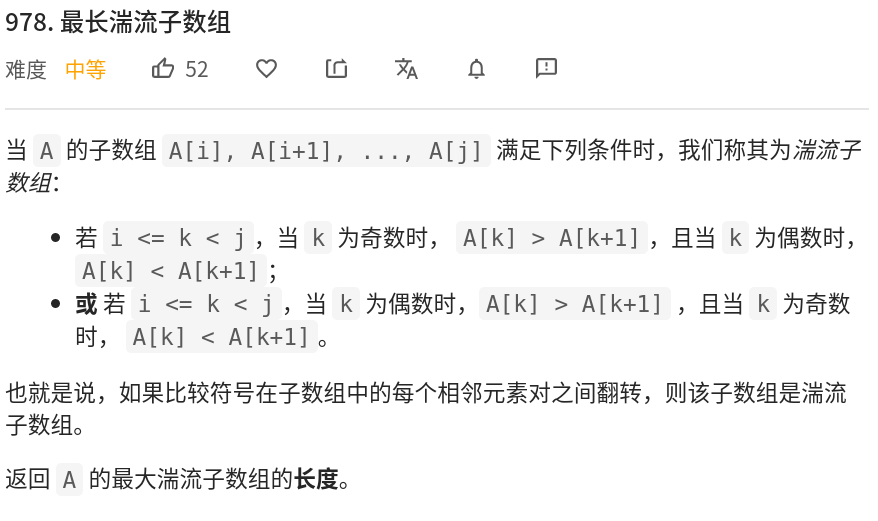 978. 最长湍流子数组
难度 中等 52
当 A 的子数组 A[i], A[i+1], ..., A[j] 满足下列条件时，我们称其为湍流子
数组：
若 i <= k < j，当 k 为奇数时， A[k] > A[k+1]，且当 k 为偶数时，
A[k] < A[k+1]；
或 若 i <= k < j，当 k 为偶数时，A[k] > A[k+1] ，且当 k 为奇数
时， A[k] < A[k+1]。
也就是说，如果比较符号在子数组中的每个相邻元素对之间翻转，则该子数组是湍流
子数组。
返回 A 的最大湍流子数组的长度。